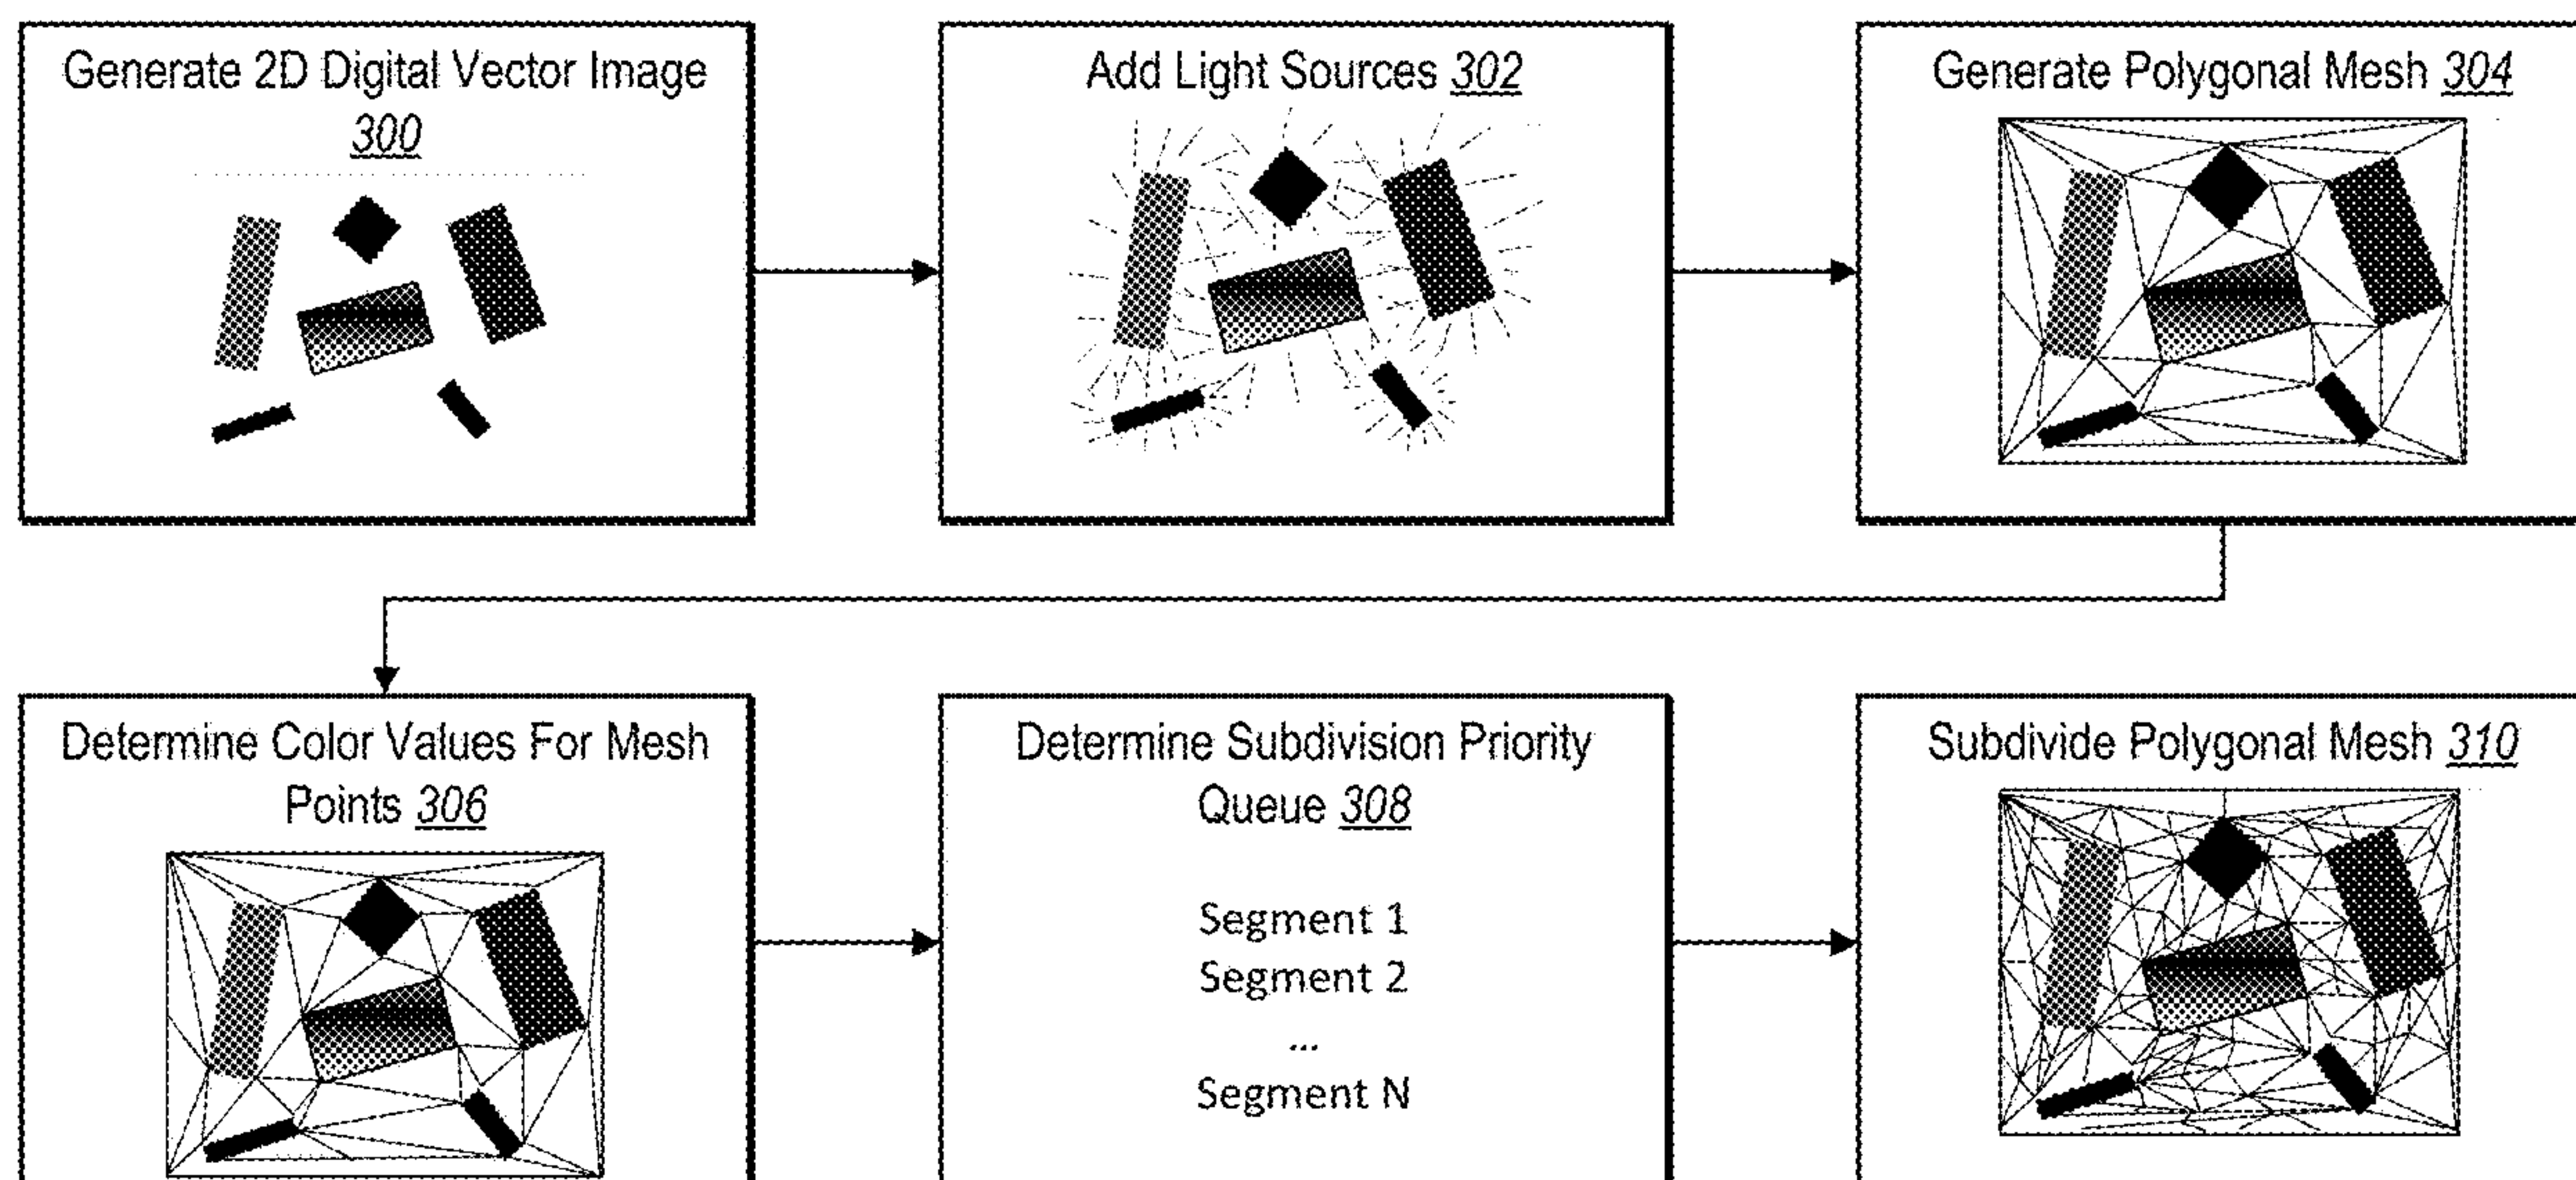 Generate 2D Digital Vector Image
300
Add Light Sources 302
Generate Polygonal Mesh 304
Determine Color Values For Mesh
Points 306
Determine Subdivision Priority
Queue 308
Segment 1
Segment 2
...
Segment N
Subdivide Polygonal Mesh 310